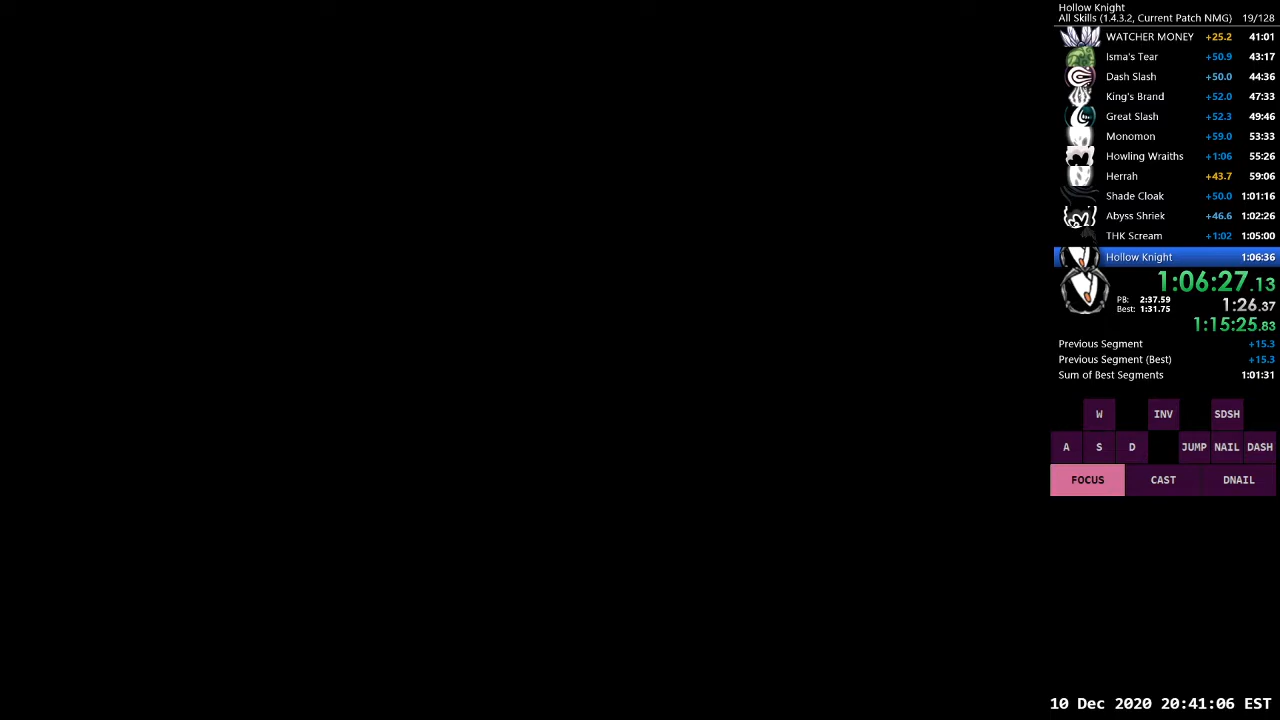 Hollow Knight
All Skills (1.4.3.2, Current Patch NMG) 19/128
WATCHER MONEY +25.2 41:01
Isma's Tear +50.9 43:17
Dash Slash +50.0 44:36
King's Brand +52.0 47:33
Great Slash +52.3 49:46
Monomon +59.0 53:33
Howling Wraiths +1:06 55:26
Herrah +43.7 59:06
Shade Cloak +50.0 1:01:16
Abyss Shriek +46.6 1:02:26
THK Scream +1:02 1:05:00
Hollow Knight 1:06:36
1:06:27.13
PB: 2:37.59 1:26.37
Best: 1:31.75
1:15:25.83
Previous Segment +15.3
Previous Segment (Best) +15.3
Sum of Best Segments 1:01:31
W INV SDSH
A S D JUMP NAIL DASH
FOCUS CAST DNAIL
10 Dec 2020 20:41:06 EST